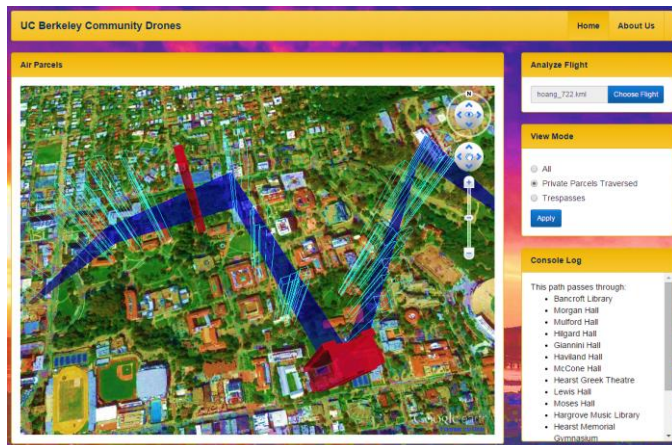 UC Berkeley Community Drones
Home
About Us
Air Parcels
N
Analyze Flight
hoang_722.kml
Choose Flight
View Mode
All
Private Parcels Traversed
Trespasses
Apply
Console Log
This path passes through:
Bancroft Library
Morgan Hall
Mulford Hall
Hilgard Hall
Giannini Hall
Haviland Hall
McCone Hall
Hearst Greek Theatre
Lewis Hall
Moses Hall
Hargrove Music Library
Hearst Memorial
Gymnasium
Google